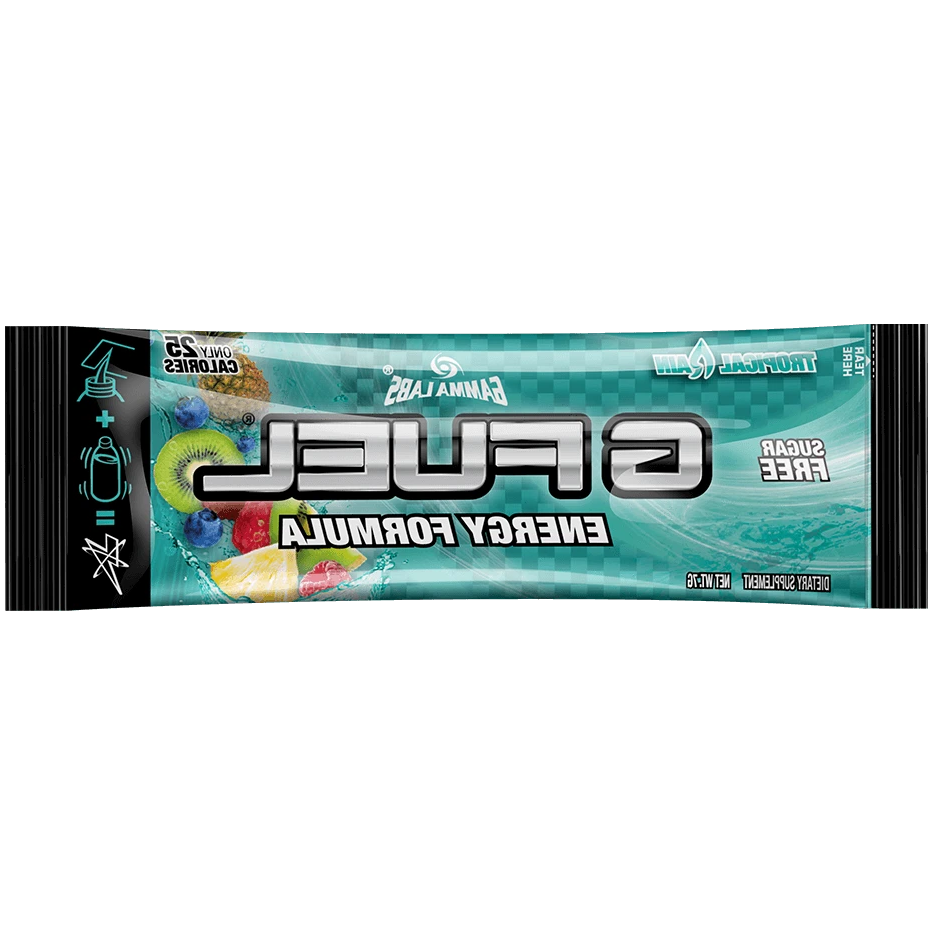 TEAR
HERE
TROPICAL RAIN
GAMMA LABS®
ONLY 25
CALORIES
G FUEL®
SUGAR
FREE
ENERGY FORMULA
DIETARY SUPPLEMENT NET WT. 7G
+
=